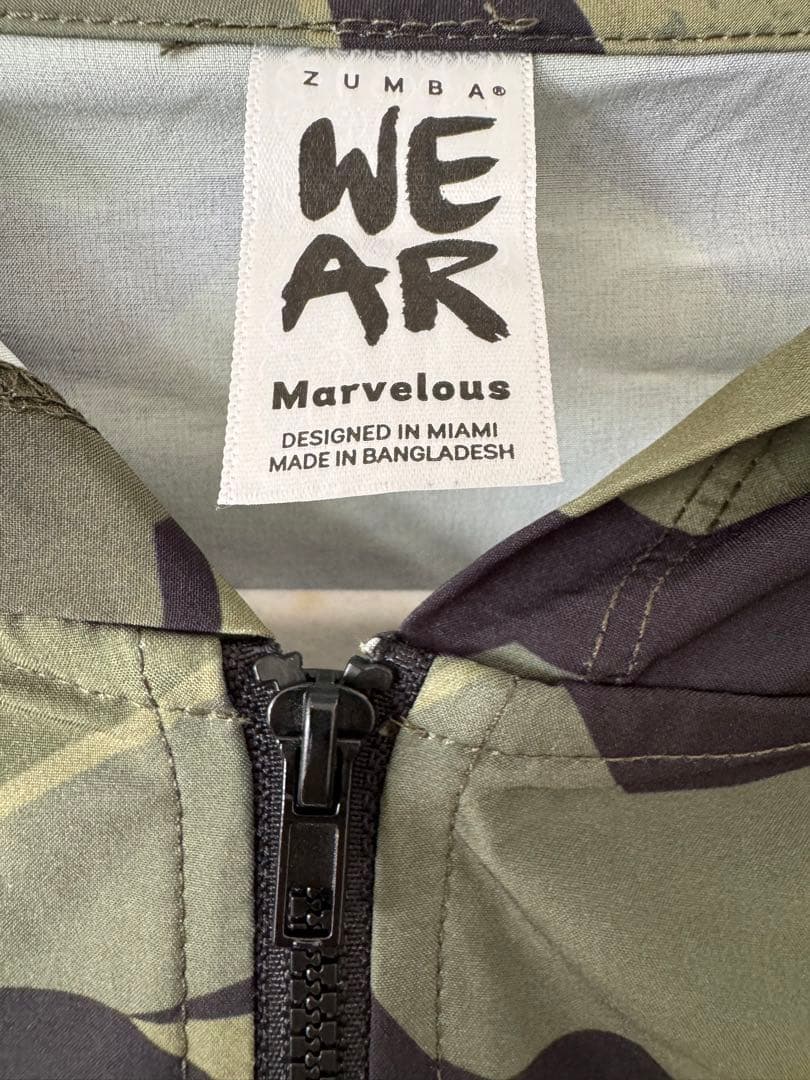 ZUMBA®
WE
AR
Marvelous
DESIGNED IN MIAMI
MADE IN BANGLADESH